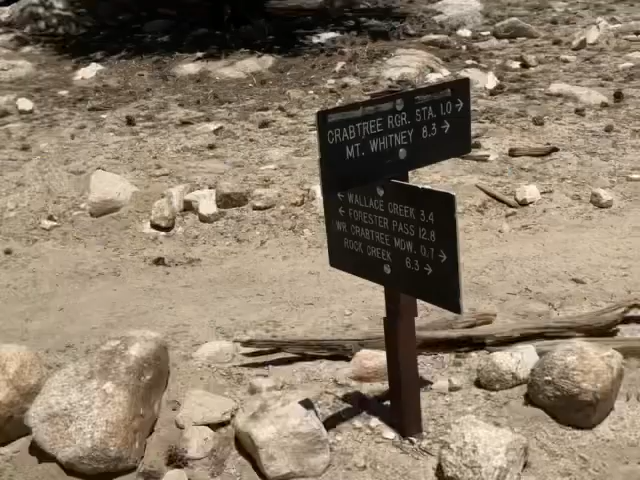 CRABTREE RGR. STA. 1.0 →
MT. WHITNEY 8.3 →
← WALLACE CREEK 3.4
← FORESTER PASS 12.8
WR CRABTREE MDW. 0.7 →
ROCK CREEK 6.3 →